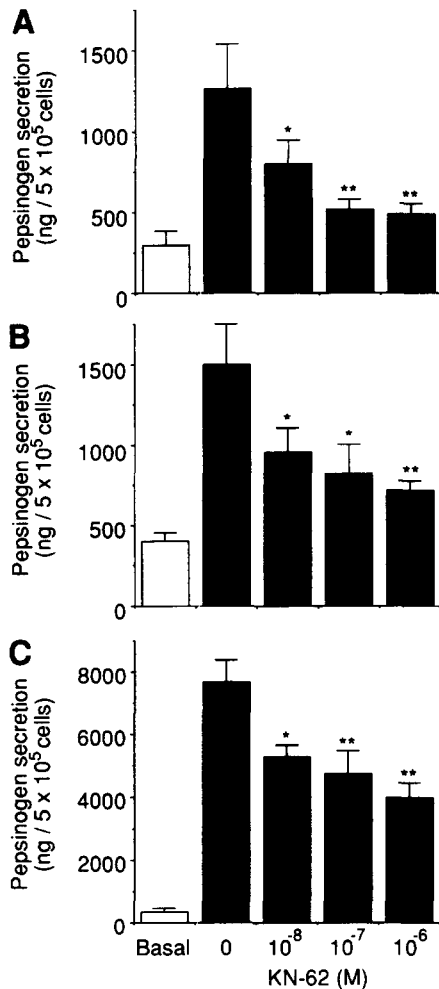 A
Pepsinogen secretion
(ng / 5 x 10⁵ cells)
1500
1000
500
0
*
**
**
B
Pepsinogen secretion
(ng / 5 x 10⁵ cells)
1500
1000
500
0
*
*
**
C
Pepsinogen secretion
(ng / 5 x 10⁵ cells)
8000
6000
4000
2000
0
*
**
**
Basal 0 10⁻⁸ 10⁻⁷ 10⁻⁶
KN-62 (M)